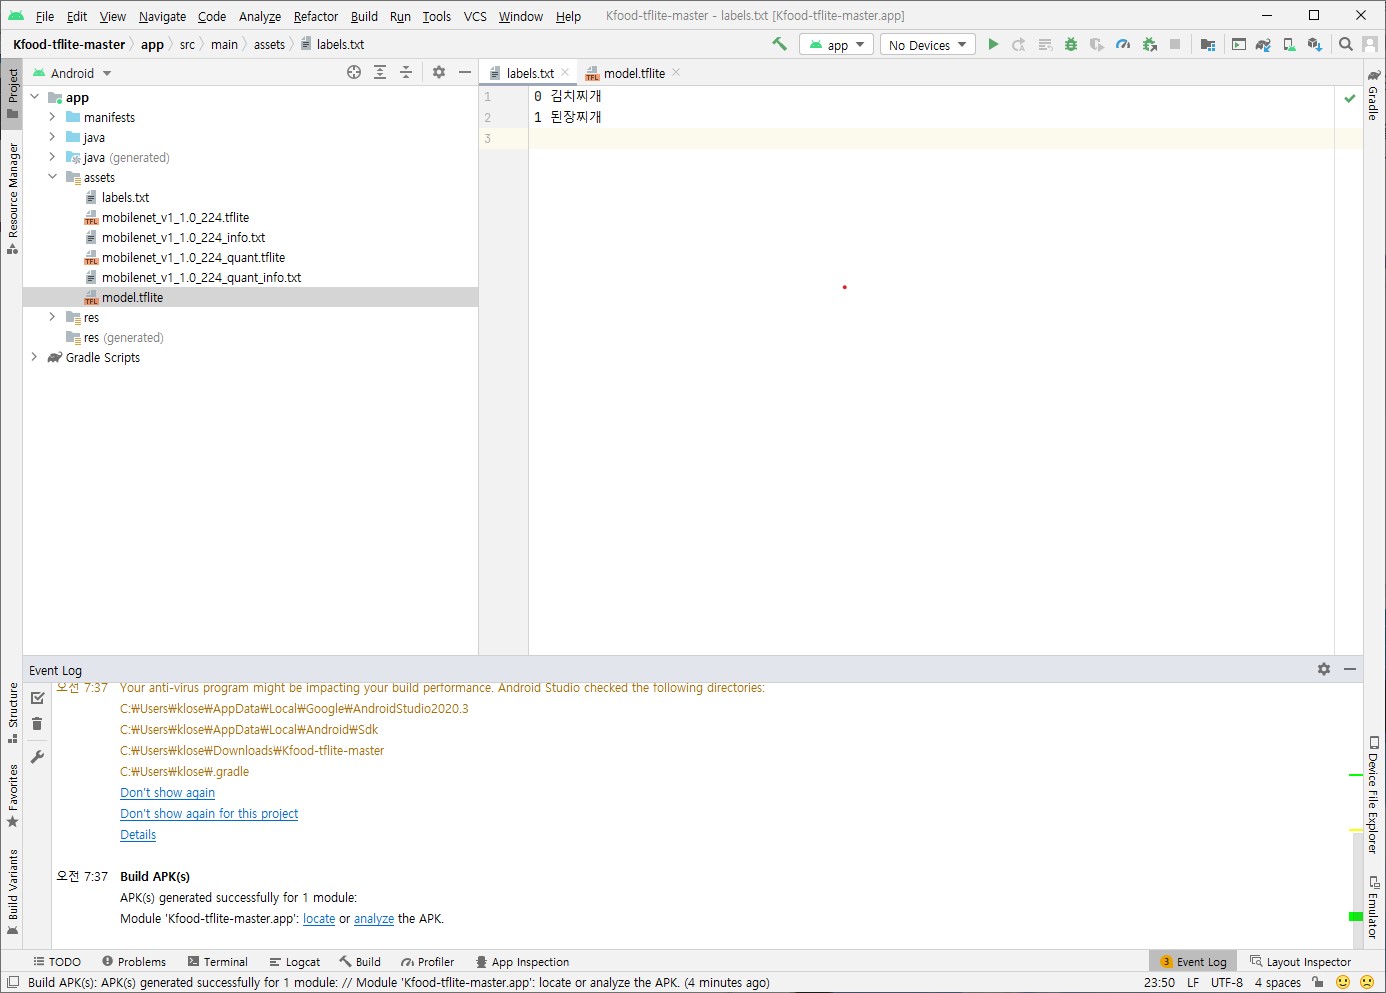 File Edit View Navigate Code Analyze Refactor Build Run Tools VCS Window Help Kfood-tflite-master - labels.txt [Kfood-tflite-master.app]
Kfood-tflite-master app src main assets labels.txt app No Devices
Project
Resource Manager
Structure
Favorites
Build Variants
Android
app
manifests
java
java (generated)
assets
labels.txt
mobilenet_v1_1.0_224.tflite
mobilenet_v1_1.0_224_info.txt
mobilenet_v1_1.0_224_quant.tflite
mobilenet_v1_1.0_224_quant_info.txt
model.tflite
res
res (generated)
Gradle Scripts
labels.txt model.tflite
1 0 김치찌개
2 1 된장찌개
3
Gradle
Device File Explorer
Emulator
Event Log
오전 7:37 Your anti-virus program might be impacting your build performance. Android Studio checked the following directories:
C:₩Users₩klose₩AppData₩Local₩Google₩AndroidStudio2020.3
C:₩Users₩klose₩AppData₩Local₩Android₩Sdk
C:₩Users₩klose₩Downloads₩Kfood-tflite-master
C:₩Users₩klose₩.gradle
Don't show again
Don't show again for this project
Details
오전 7:37 Build APK(s)
APK(s) generated successfully for 1 module:
Module 'Kfood-tflite-master.app': locate or analyze the APK.
TODO Problems Terminal Logcat Build Profiler App Inspection 3 Event Log Layout Inspector
Build APK(s): APK(s) generated successfully for 1 module: // Module 'Kfood-tflite-master.app': locate or analyze the APK. (4 minutes ago) 23:50 LF UTF-8 4 spaces